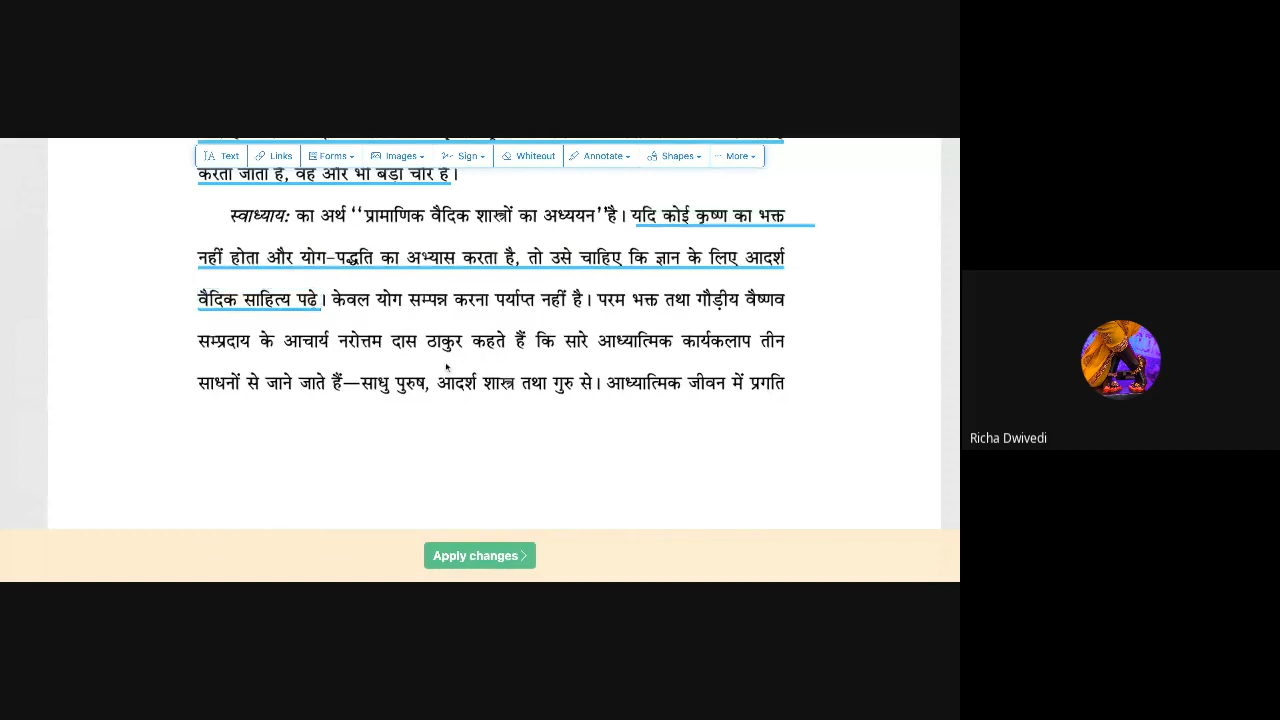 Text Links Forms Images Sign Whiteout Annotate Shapes More
करता जाता है, वह और भी बड़ा चोर है।
स्वाध्याय: का अर्थ ‘‘प्रामाणिक वैदिक शास्त्रों का अध्ययन’’है। यदि कोई कृष्ण का भक्त
नहीं होता और योग-पद्धति का अभ्यास करता है, तो उसे चाहिए कि ज्ञान के लिए आदर्श
वैदिक साहित्य पढ़े। केवल योग सम्पन्न करना पर्याप्त नहीं है। परम भक्त तथा गौड़ीय वैष्णव
सम्प्रदाय के आचार्य नरोत्तम दास ठाकुर कहते हैं कि सारे आध्यात्मिक कार्यकलाप तीन
साधनों से जाने जाते हैं—साधु पुरुष, आदर्श शास्त्र तथा गुरु से। आध्यात्मिक जीवन में प्रगति
Richa Dwivedi
Apply changes